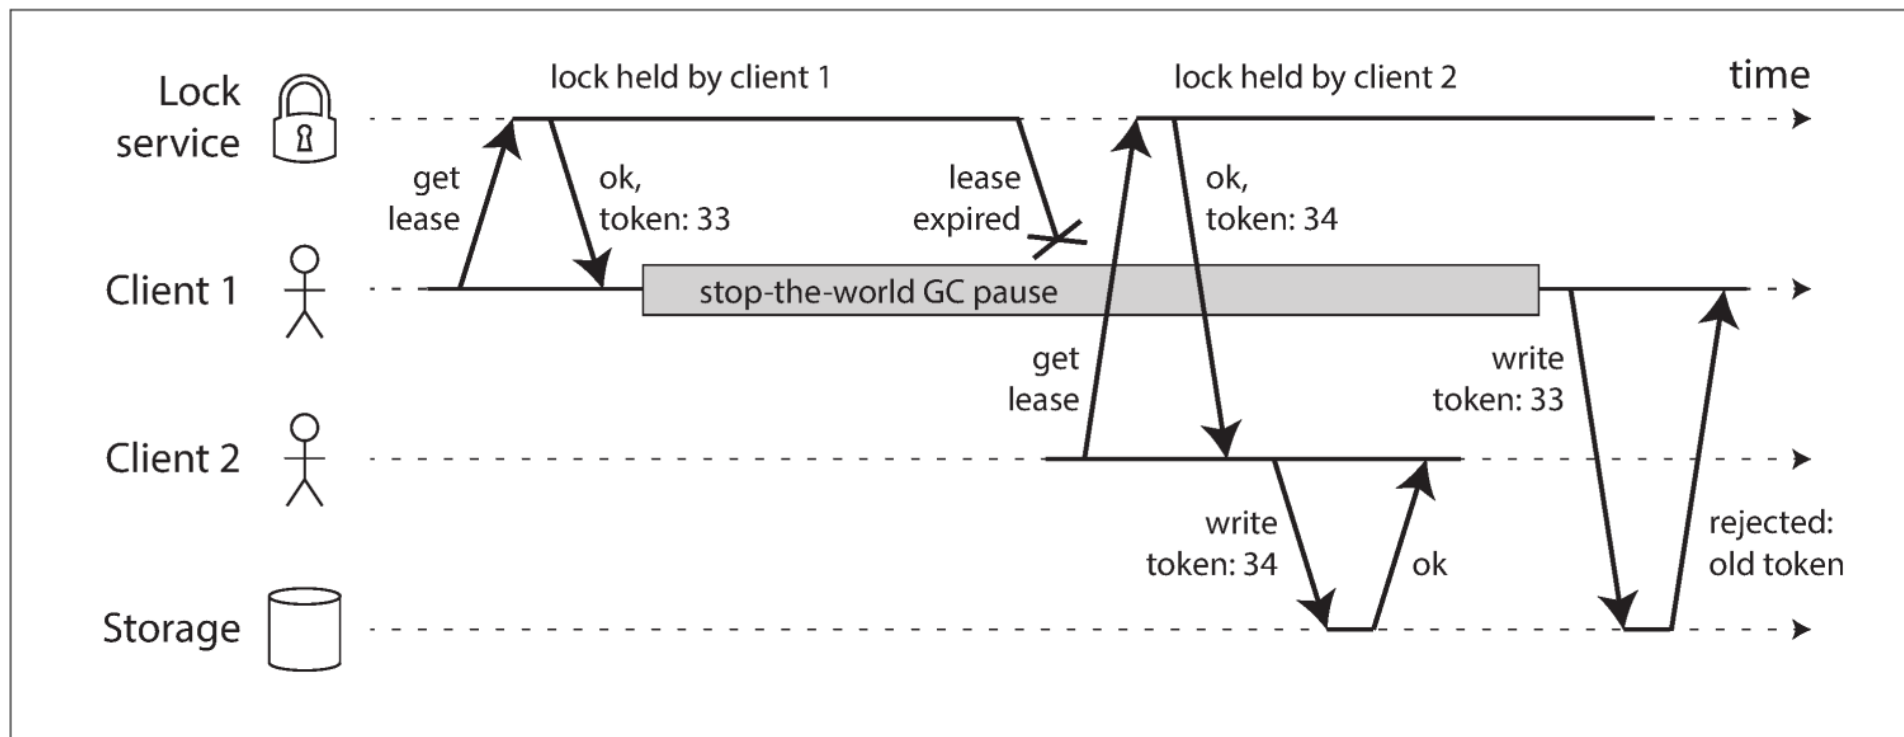 lock held by client 1
lock held by client 2
time
Lock
service
get
lease
ok,
token: 33
lease
expired
ok,
token: 34
Client 1
stop-the-world GC pause
get
lease
write
token: 33
Client 2
write
token: 34
ok
rejected:
old token
Storage